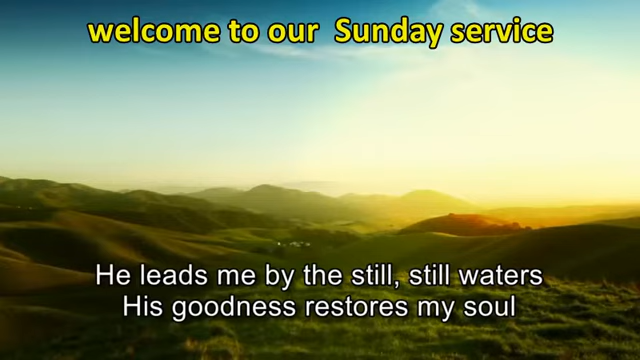 welcome to our  Sunday service
He leads me by the still, still waters
His goodness restores my soul